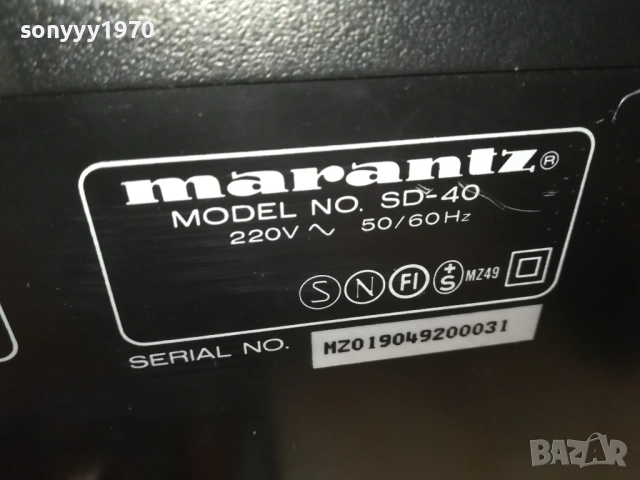 sonyyy1970
marantz®
MODEL NO. SD-40
220V ~ 50/60Hz
S N FI +S MZ49
SERIAL NO. MZ019049200031
BAZAR